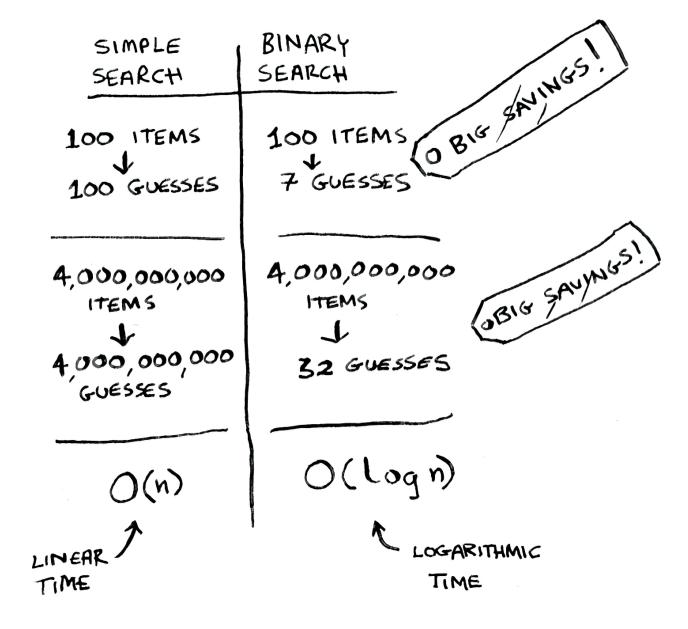 SIMPLE
SEARCH
BINARY
SEARCH
100 ITEMS
100 GUESSES
100 ITEMS
7 GUESSES
BIG SAVINGS!
4,000,000,000
ITEMS
4,000,000,000
GUESSES
4,000,000,000
ITEMS
32 GUESSES
BIG SAVINGS!
O(n)
O(log n)
LINEAR
TIME
LOGARITHMIC
TIME